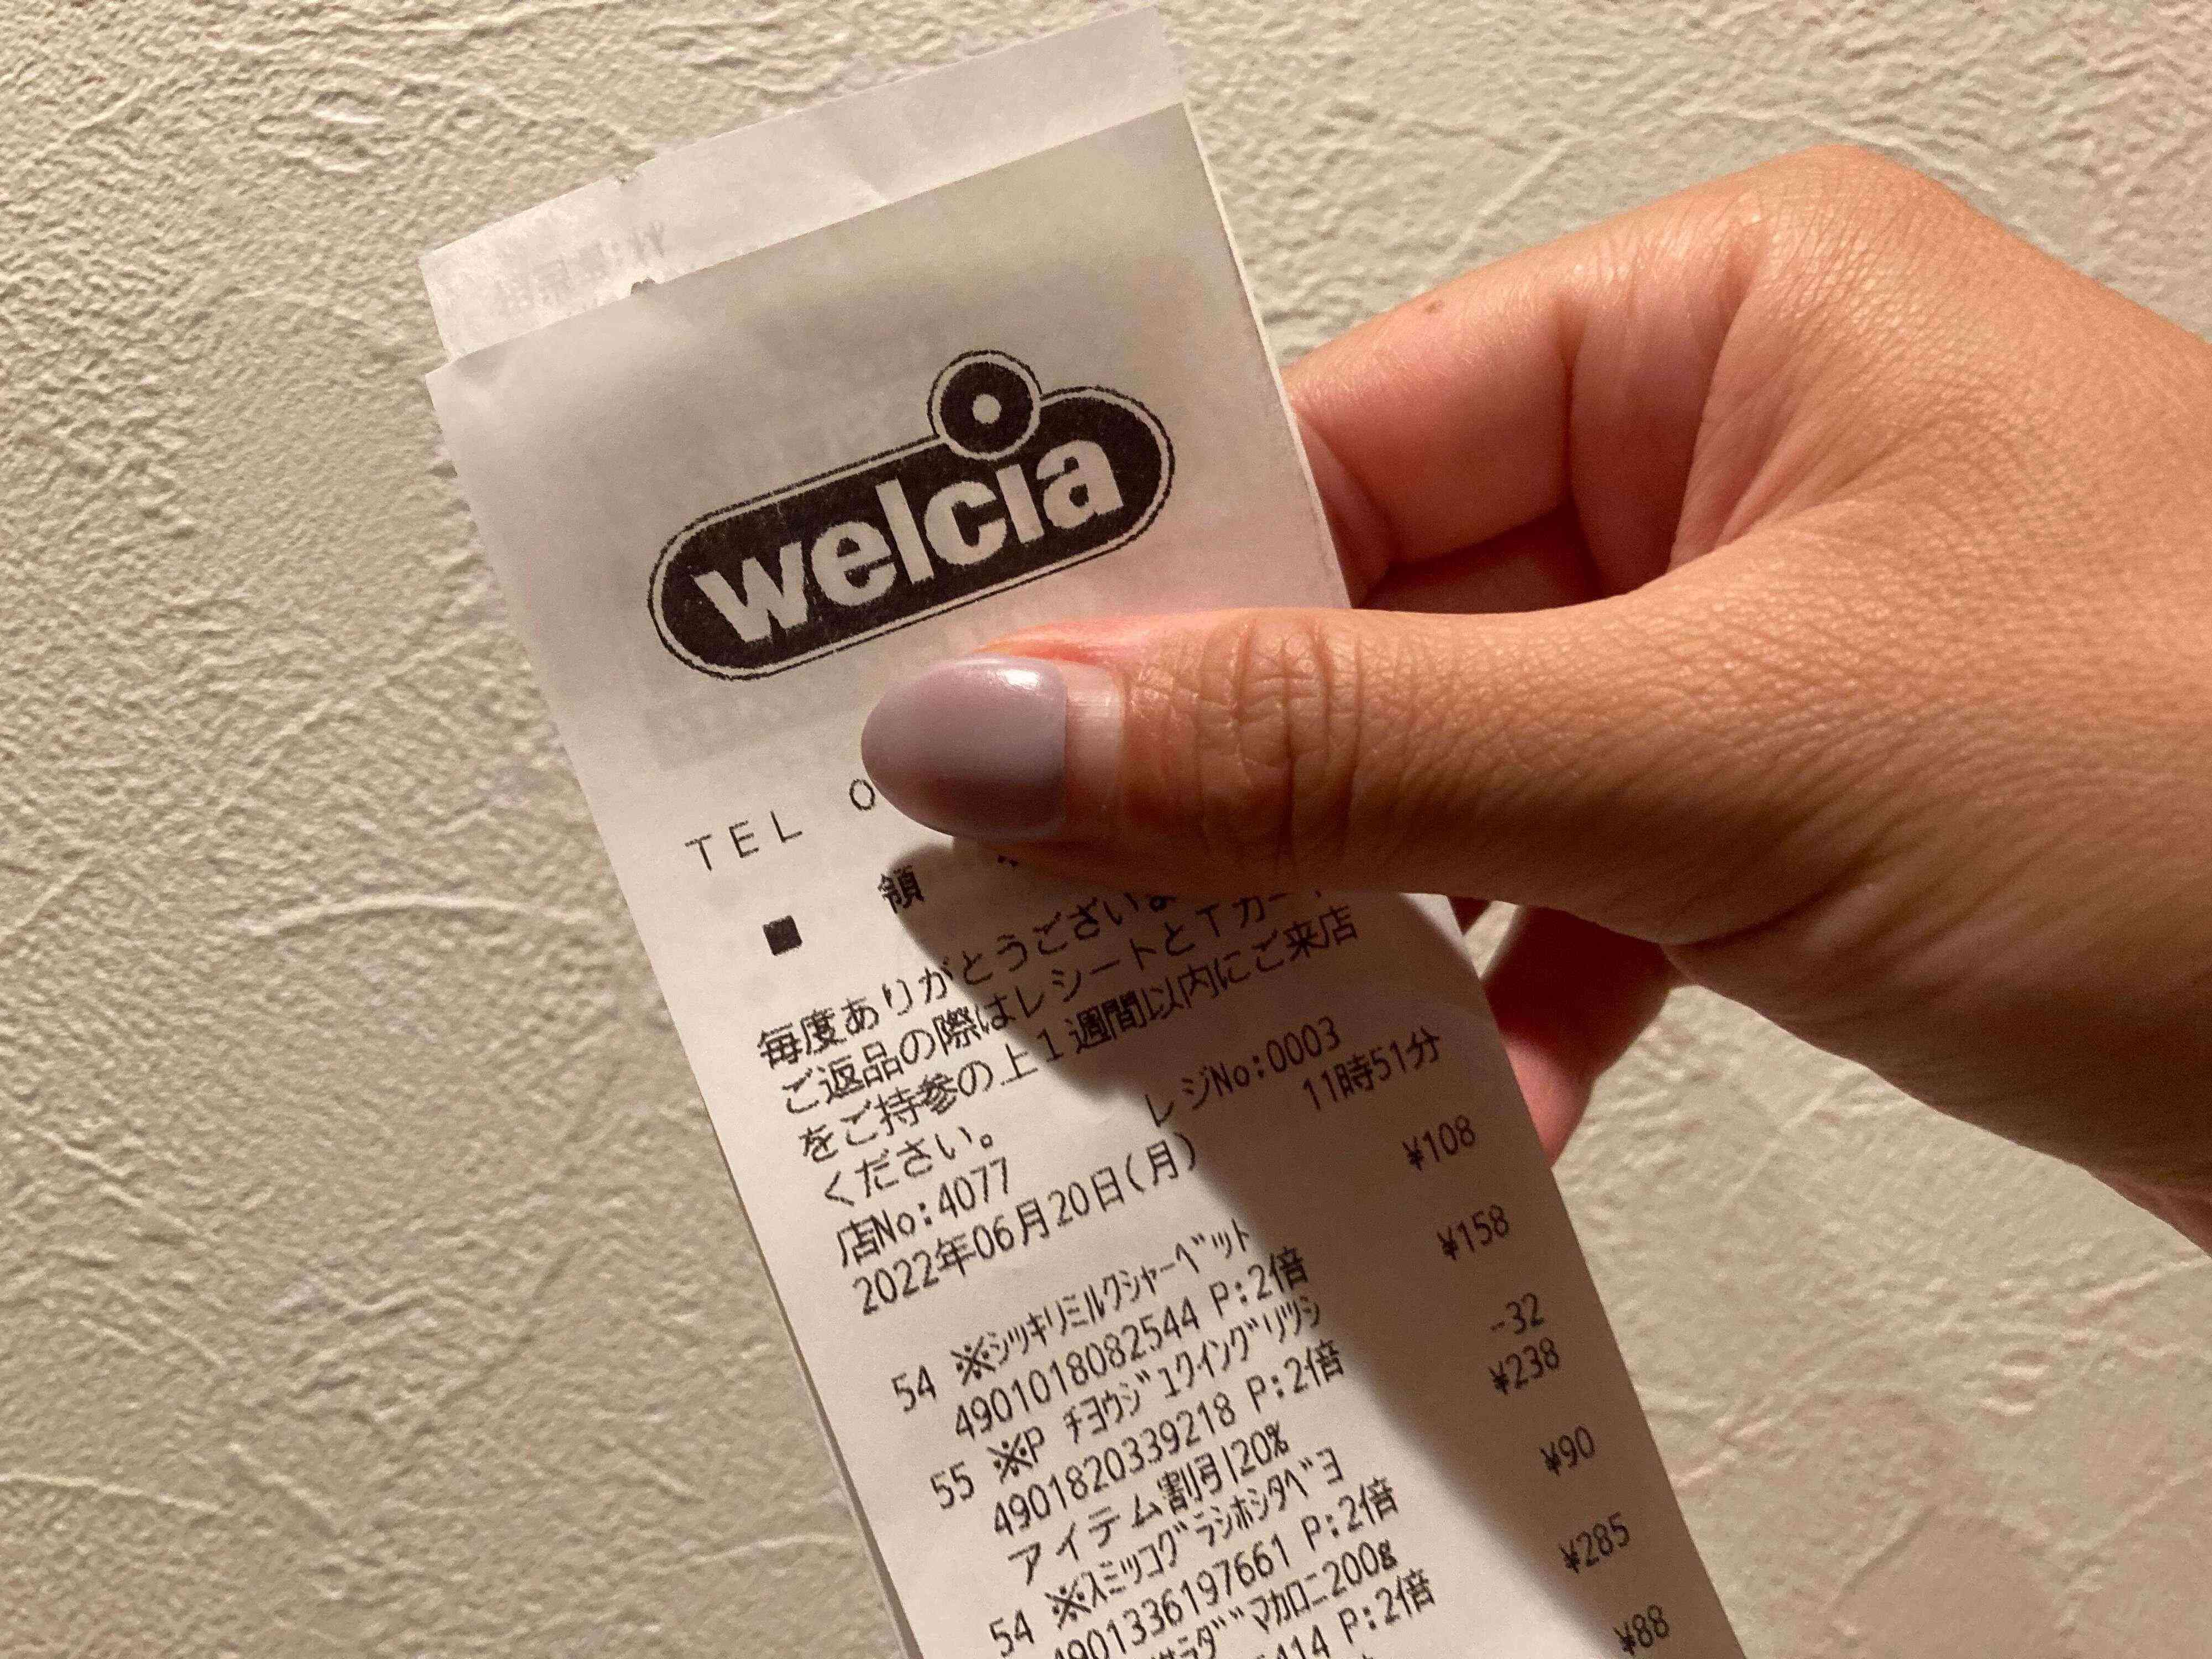 welcia
TEL 0
■ 領
毎度ありがとうございま
ご返品の際はレシートとTカード
をご持参の上1週間以内にご来店
ください。
店No:4077 レジNo:0003
2022年06月20日(月) 11時51分
54 ※ｼﾂｷﾘﾐﾙｸｼｬｰﾍﾞｯﾄ ¥108
4901018082544 P:2倍
55 ※P ﾁﾖｳｼﾞﾕｸｲﾝｸﾞﾘﾂｼ ¥158
4901820339218 P:2倍
アイテム割引20% -32
54 ※ｽﾐﾂｺｸﾞﾗｼﾎｼﾀﾍﾞﾖ ¥238
4901336197661 P:2倍
ﾏｶﾛﾆ200g ¥90
5414 P:2倍
¥285
¥88